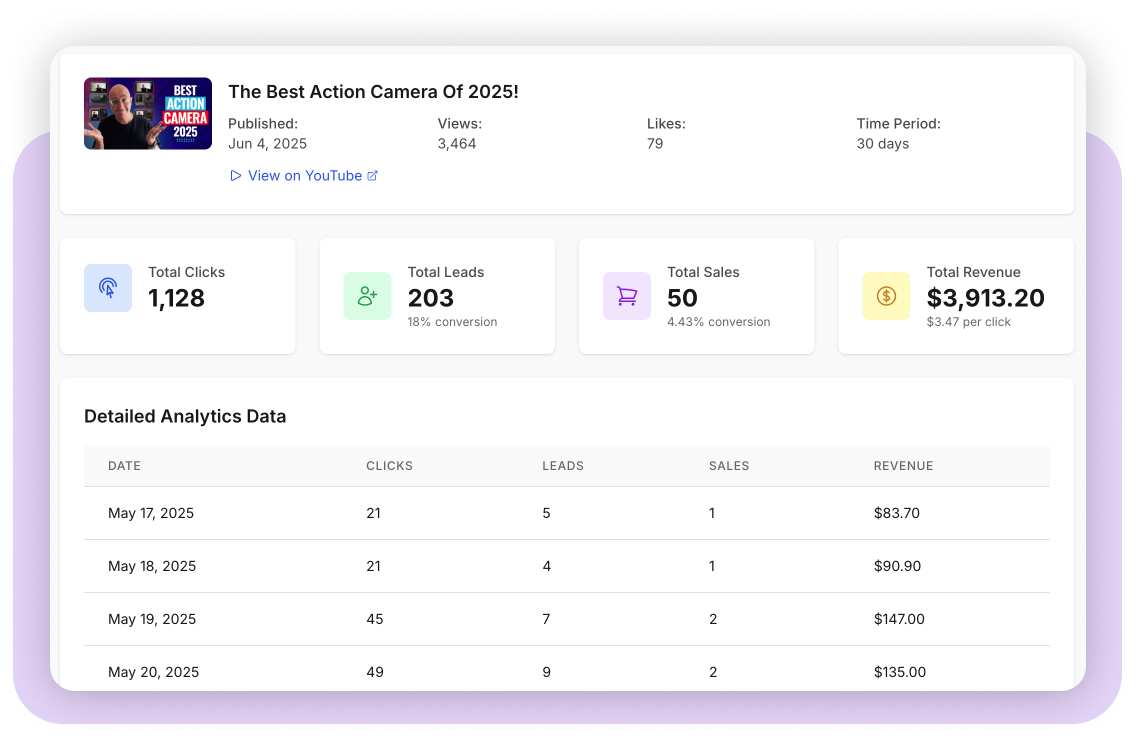 BEST
ACTION
CAMERA
2025
The Best Action Camera Of 2025!
Published: Views: Likes: Time Period:
Jun 4, 2025 3,464 79 30 days
View on YouTube
Total Clicks
1,128
Total Leads
203
18% conversion
Total Sales
50
4.43% conversion
Total Revenue
$3,913.20
$3.47 per click
Detailed Analytics Data
DATE CLICKS LEADS SALES REVENUE
May 17, 2025 21 5 1 $83.70
May 18, 2025 21 4 1 $90.90
May 19, 2025 45 7 2 $147.00
May 20, 2025 49 9 2 $135.00